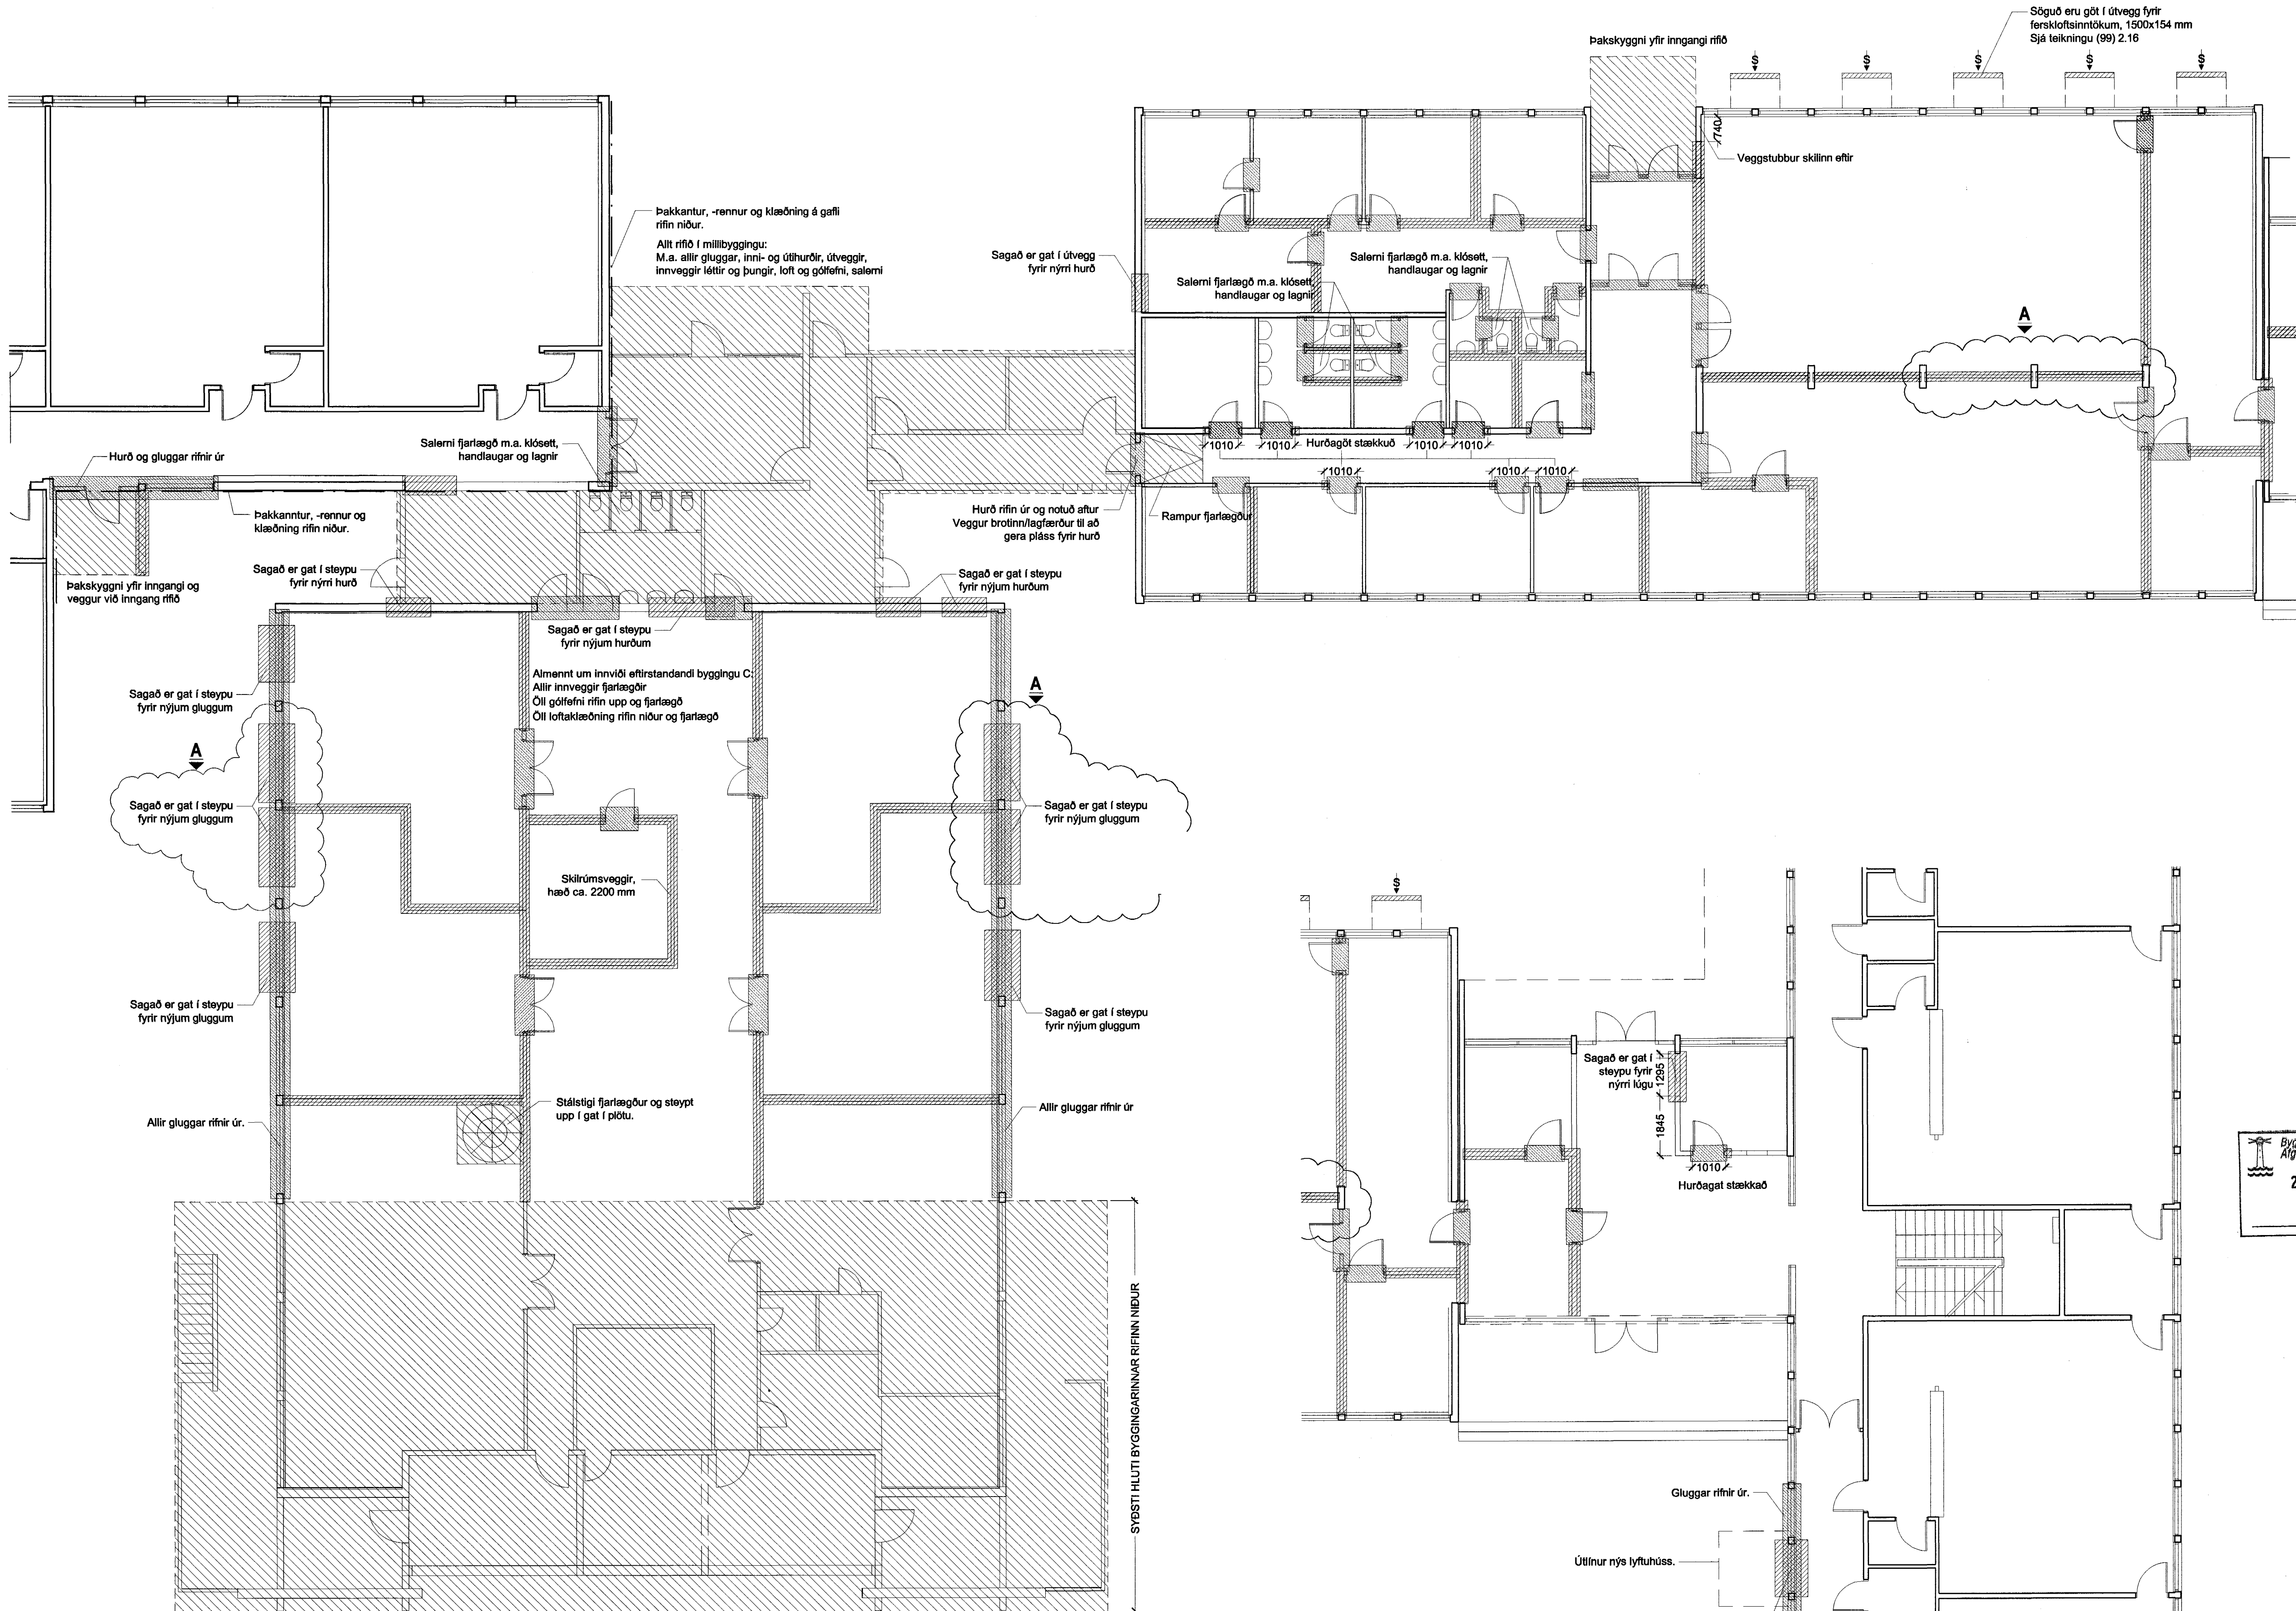 Söguð eru göt í útvegg fyrir
ferskloftsinntökum, 1500x154 mm
Sjá teikningu (99) 2.16
Þakskyggni yfir inngangi rifið
S
S
S
S
S
740
Veggstubbur skilinn eftir
Þakkantur, -rennur og klæðning á gafli
rifin niður.
Allt rifið í millibyggingu:
M.a. allir gluggar, inni- og útihurðir, útveggir,
innveggir léttir og þungir, loft og gólfefni, salerni
Sagað er gat í útvegg
fyrir nýrri hurð
Salerni fjarlægð m.a. klósett,
handlaugar og lagnir
Salerni fjarlægð m.a. klósett,
handlaugar og lagnir
A
Salerni fjarlægð m.a. klósett,
handlaugar og lagnir
1010
1010
Hurðagöt stækkuð
1010
1010
1010
1010
1010
Hurð og gluggar rifnir úr
Þakkanntur, -rennur og
klæðning rifin niður.
Hurð rifin úr og notuð aftur
Veggur brotinn/lagfærður til að
gera pláss fyrir hurð
Rampur fjarlægður
Sagað er gat í steypu
fyrir nýrri hurð
Sagað er gat í steypu
fyrir nýjum hurðum
Þakskyggni yfir inngangi og
veggur við inngang rifið
Sagað er gat í steypu
fyrir nýjum hurðum
Almennt um innviði eftirstandandi byggingu C:
Allir innveggir fjarlægðir
Öll gólfefni rifin upp og fjarlægð
Öll loftaklæðning rifin niður og fjarlægð
Sagað er gat í steypu
fyrir nýjum gluggum
A
A
Sagað er gat í steypu
fyrir nýjum gluggum
Sagað er gat í steypu
fyrir nýjum gluggum
Skilrúmsveggir,
hæð ca. 2200 mm
S
Sagað er gat í steypu
fyrir nýjum gluggum
Sagað er gat í steypu
fyrir nýjum gluggum
Sagað er gat í
steypu fyrir
nýrri lúgu
1295
1845
1010
Hurðagat stækkað
Stálstigi fjarlægður og steypt
upp í gat í plötu.
Allir gluggar rifnir úr.
Allir gluggar rifnir úr
SYÐSTI HLUTI BYGGINGARINNAR RIFINN NIÐUR
Gluggar rifnir úr.
Útlínur nýs lyftuhúss.
Byg
Afg
2